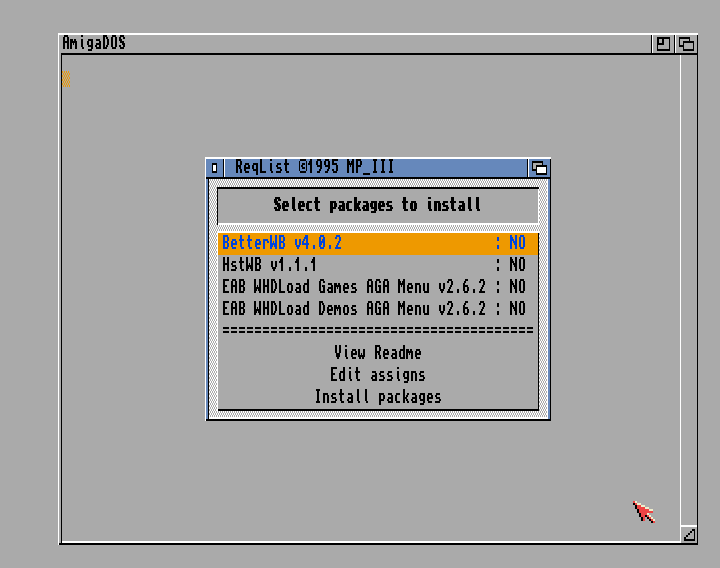 AmigaDOS
ReqList ©1995 MP_III
Select packages to install
BetterWB v4.0.2 : NO
HstWB v1.1.1 : NO
EAB WHDLoad Games AGA Menu v2.6.2 : NO
EAB WHDLoad Demos AGA Menu v2.6.2 : NO
=======================================
View Readme
Edit assigns
Install packages